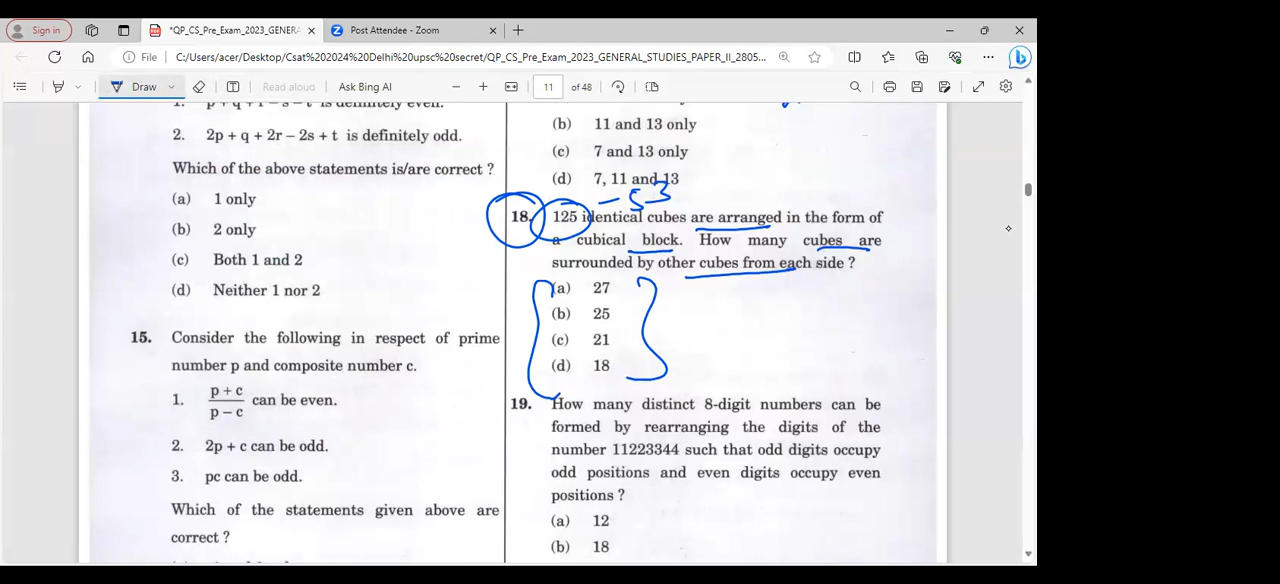 Sign in
*QP_CS_Pre_Exam_2023_GENERA
Post Attendee - Zoom
File
C:/Users/acer/Desktop/Csat%202024%20Delhi%20upsc%20secret/QP_CS_Pre_Exam_2023_GENERAL_STUDIES_PAPER_II_2805...
Draw
Read aloud
Ask Bing AI
11
of 48
1. p + q + r – s – t is definitely even.
2. 2p + q + 2r – 2s + t is definitely odd.
Which of the above statements is/are correct ?
(a) 1 only
(b) 2 only
(c) Both 1 and 2
(d) Neither 1 nor 2
15. Consider the following in respect of prime
number p and composite number c.
1. p + c / p – c can be even.
2. 2p + c can be odd.
3. pc can be odd.
Which of the statements given above are
correct ?
(b) 11 and 13 only
(c) 7 and 13 only
(d) 7, 11 and 13
– 5 3
18. 125 identical cubes are arranged in the form of
a cubical block. How many cubes are
surrounded by other cubes from each side ?
(a) 27
(b) 25
(c) 21
(d) 18
19. How many distinct 8-digit numbers can be
formed by rearranging the digits of the
number 11223344 such that odd digits occupy
odd positions and even digits occupy even
positions ?
(a) 12
(b) 18